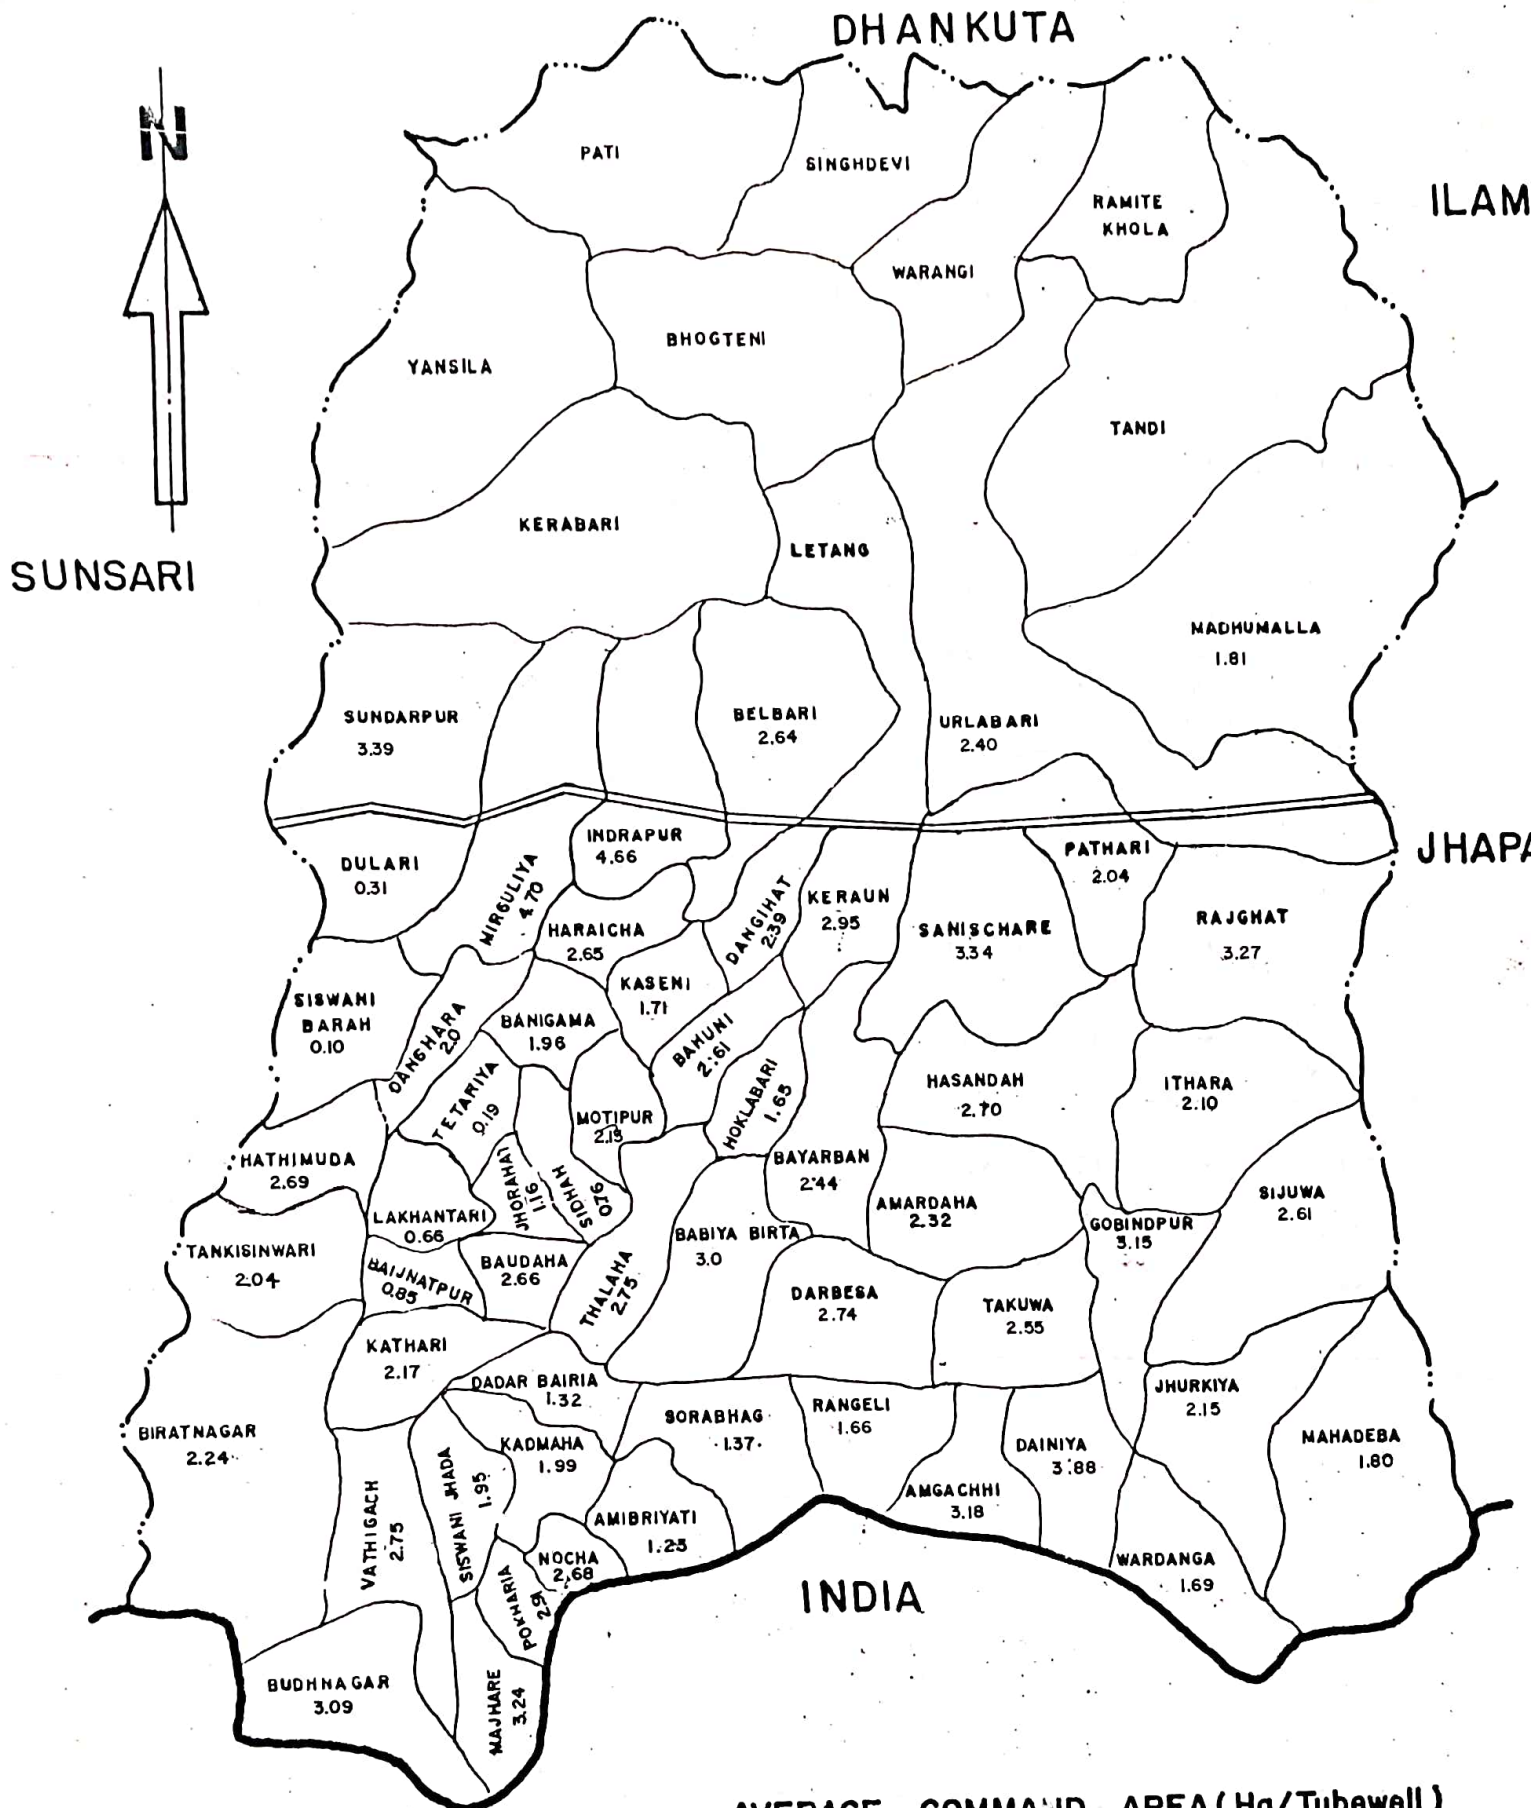 DHANKUTA
N
PATI
SINGHDEVI
ILAM
RAMITE
KHOLA
WARANGI
BHOGTENI
YANSILA
TANDI
KERABARI
LETANG
SUNSARI
MADHUMALLA
1.81
SUNDARPUR
3.39
BELBARI
2.64
URLABARI
2.40
INDRAPUR
4.66
DULARI
0.31
MIRGULIYA
4.70
PATHARI
2.04
JHAPA
DANGIHAT
2.39
KERAUN
2.95
HARAICHA
2.65
SANISCHARE
3.34
RAJGHAT
3.27
KASENI
1.71
SISWANI
BARAH
0.10
DANGHARA
2.0
BANIGAMA
1.96
BAHUNI
2.61
TETARIYA
0.19
MOTIPUR
2.15
HOKLABARI
1.65
HASANDAH
2.70
ITHARA
2.10
HATHIMUDA
2.69
JHORAHAI
1.16
SIDHAH
0.76
BAYARBAN
2.44
AMARDAHA
2.32
SIJUWA
2.61
LAKHANTARI
0.66
GOBINDPUR
3.15
BABIYA BIRTA
3.0
TANKISINWARI
2.04
BAIJNATPUR
0.85
BAUDAHA
2.66
THALAHA
2.75
DARBESA
2.74
TAKUWA
2.55
KATHARI
2.17
DADAR BAIRIA
1.32
JHURKIYA
2.15
SORABHAG
1.37
RANGELI
1.66
BIRATNAGAR
2.24
KADMAHA
1.99
DAINIYA
3.88
MAHADEBA
1.80
SISWANI JHADA
1.95
VATHIGACH
2.75
AMGACHHI
3.18
AMIBRIYATI
1.25
NOCHA
2.68
WARDANGA
1.69
POKHARIA
INDIA
BUDHNAGAR
3.09
MAJHARE
3.24
AVERAGE COMMAND AREA (Ha/Tubewell)